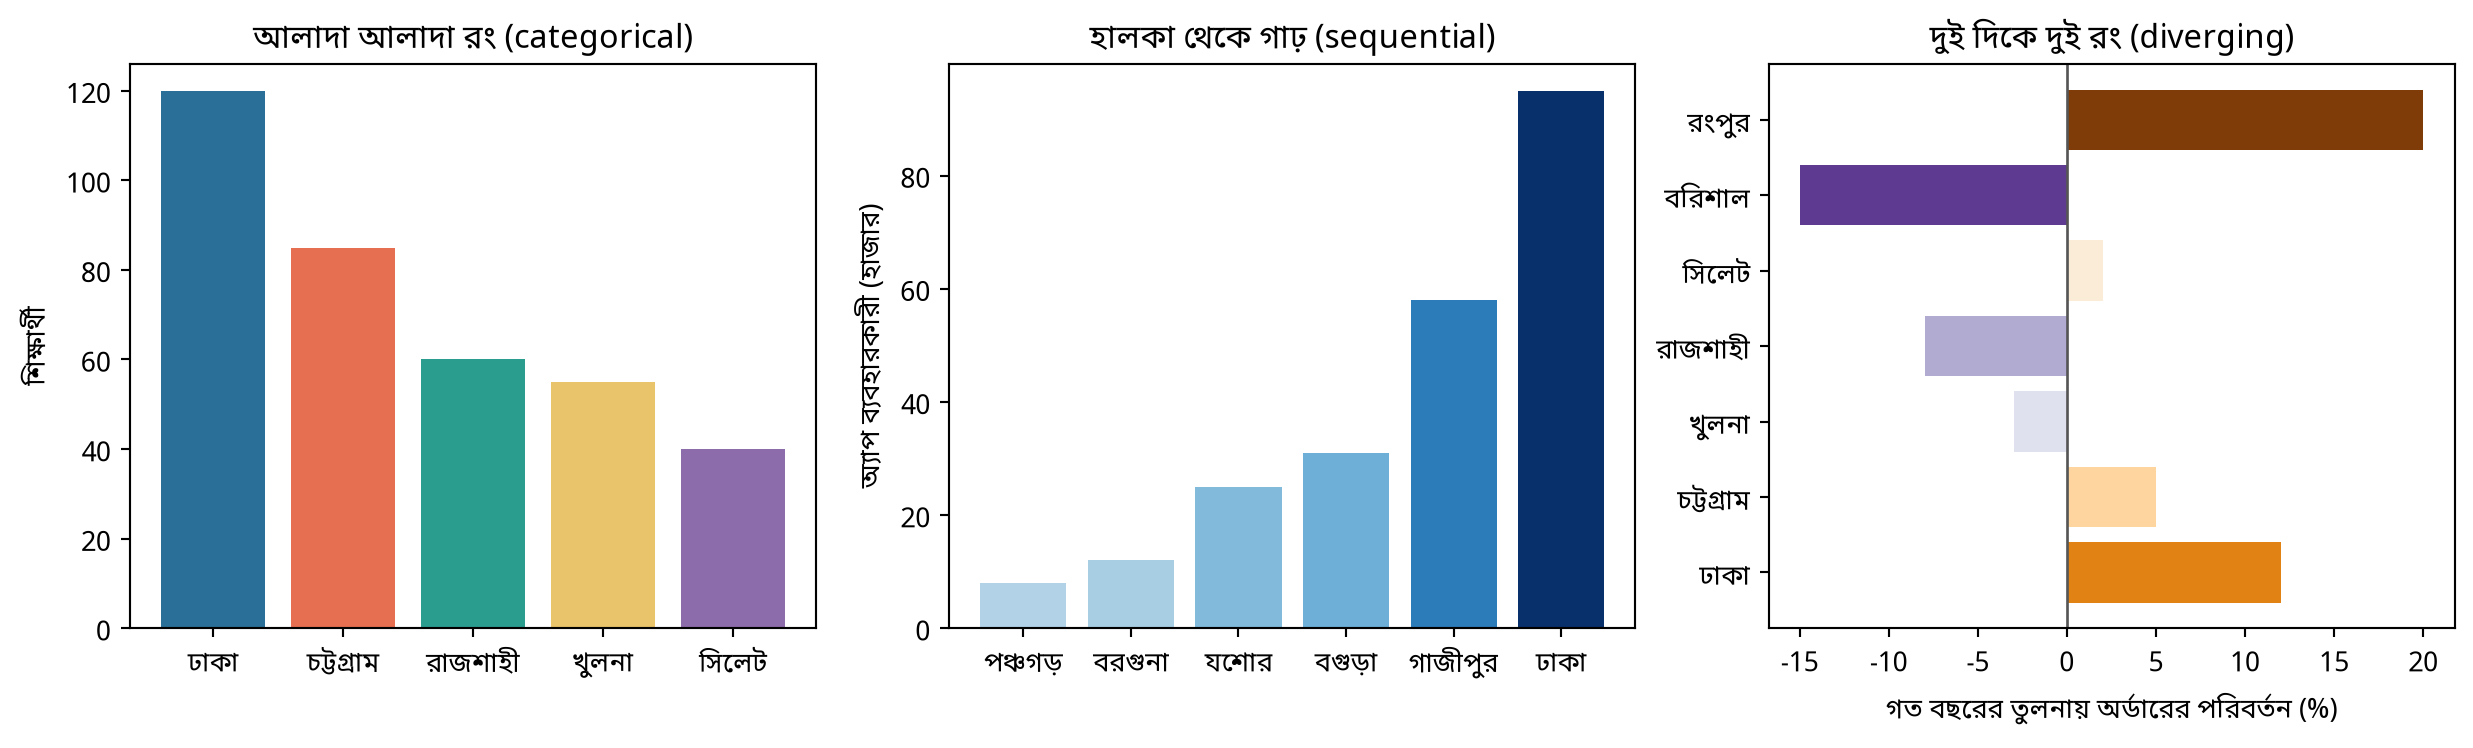 আলাদা আলাদা রং (categorical)
শিক্ষার্থী
120
100
80
60
40
20
0
ঢাকা চট্টগ্রাম রাজশাহী খুলনা সিলেট
হালকা থেকে গাঢ় (sequential)
অ্যাপ ব্যবহারকারী (হাজার)
80
60
40
20
0
পঞ্চগড় বরগুনা যশোর বগুড়া গাজীপুর ঢাকা
দুই দিকে দুই রং (diverging)
রংপুর
বরিশাল
সিলেট
রাজশাহী
খুলনা
চট্টগ্রাম
ঢাকা
-15 -10 -5 0 5 10 15 20
গত বছরের তুলনায় অর্ডারের পরিবর্তন (%)